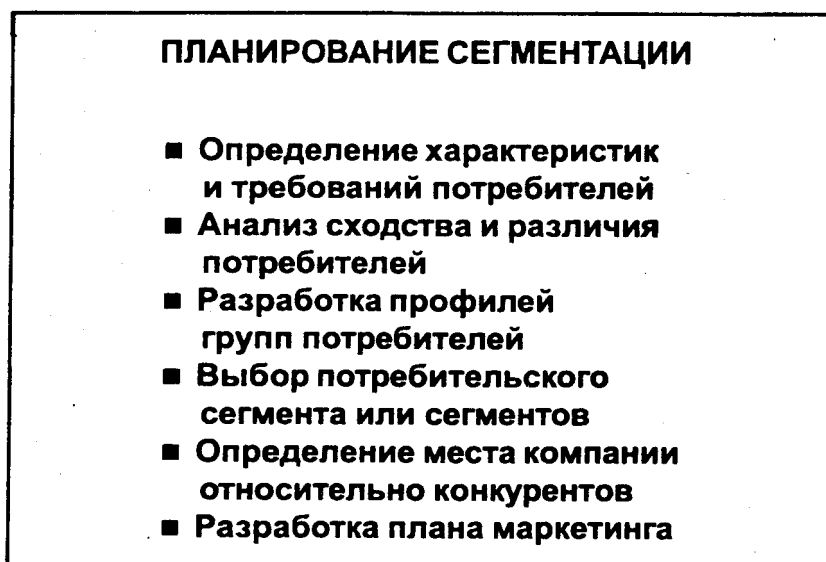 ПЛАНИРОВАНИЕ СЕГМЕНТАЦИИ
■ Определение характеристик
и требований потребителей
■ Анализ сходства и различия
потребителей
■ Разработка профилей
групп потребителей
■ Выбор потребительского
сегмента или сегментов
■ Определение места компании
относительно конкурентов
■ Разработка плана маркетинга